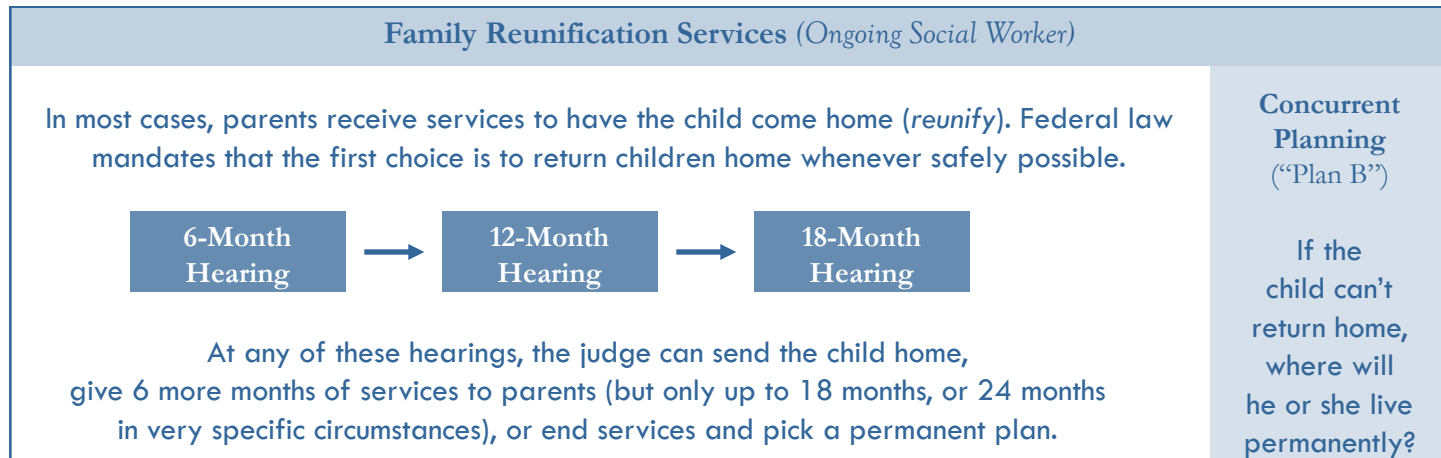 Family Reunification Services (Ongoing Social Worker)
In most cases, parents receive services to have the child come home (reunify). Federal law
mandates that the first choice is to return children home whenever safely possible.
6-Month
Hearing
12-Month
Hearing
18-Month
Hearing
At any of these hearings, the judge can send the child home,
give 6 more months of services to parents (but only up to 18 months, or 24 months
in very specific circumstances), or end services and pick a permanent plan.
Concurrent
Planning
(“Plan B”)
If the
child can’t
return home,
where will
he or she live
permanently?